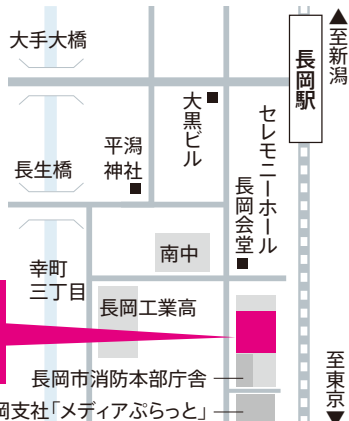 大手大橋
▲至新潟
長岡駅
大黒ビル
セレモニーホール
長岡会堂
平潟
神社
長生橋
南中
幸町
三丁目
長岡工業高
長岡市消防本部庁舎
岡支社「メディアぷらっと」
至東京▼